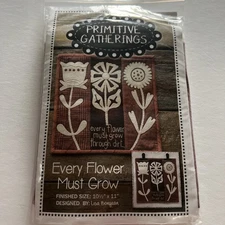 PRIMITIVE
GATHERINGS
every flower
must grow
through dirt
Every Flower
Must Grow
FINISHED SIZE: 10½" x 11"
DESIGNED BY: Lisa Bongean